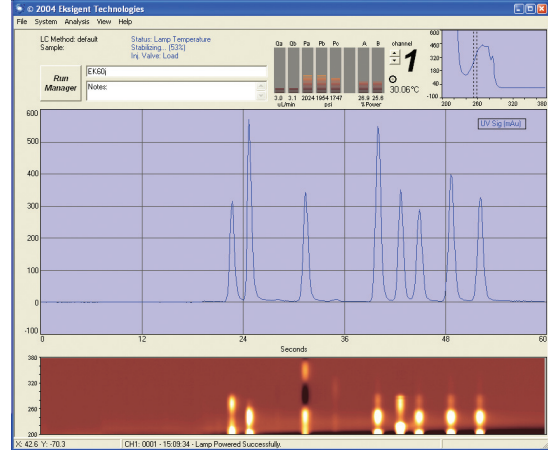 © 2004 Eksigent Technologies
File System Analysis View Help
LC Method: default
Sample:
Status: Lamp Temperature
Stabilizing... (53%)
Inj. Valve: Load
Run
Manager
EK60j
Notes:
Qa Qb Pa Pb Pc A B
3.0 3.1 2024 1954 1747 26.9 25.8
uL/min psi % Power
channel
1
30.06°C
600
460
320
180
40
-100
200 260 320 380
UV Sig (mAu)
600
500
400
300
200
100
0
-100
0 12 24 36 48 60
Seconds
380
320
260
200
X: 42.6 Y: -70.3 CH1: 0001 - 15:09:34 - Lamp Powered Successfully.